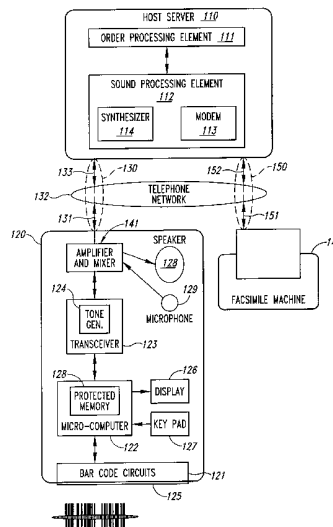 HOST SERVER 110
ORDER PROCESSING ELEMENT 111
SOUND PROCESSING ELEMENT
112
SYNTHESIZER
114
MODEM
113
133
130
152
150
132
TELEPHONE
NETWORK
131
151
120
141
SPEAKER
AMPLIFIER
AND MIXER
128
129
MICROPHONE
FACSIMILE MACHINE
124
TONE
GEN.
TRANSCEIVER
123
128
PROTECTED
MEMORY
MICRO-COMPUTER
122
126
DISPLAY
KEY PAD
127
BAR CODE CIRCUITS
121
125